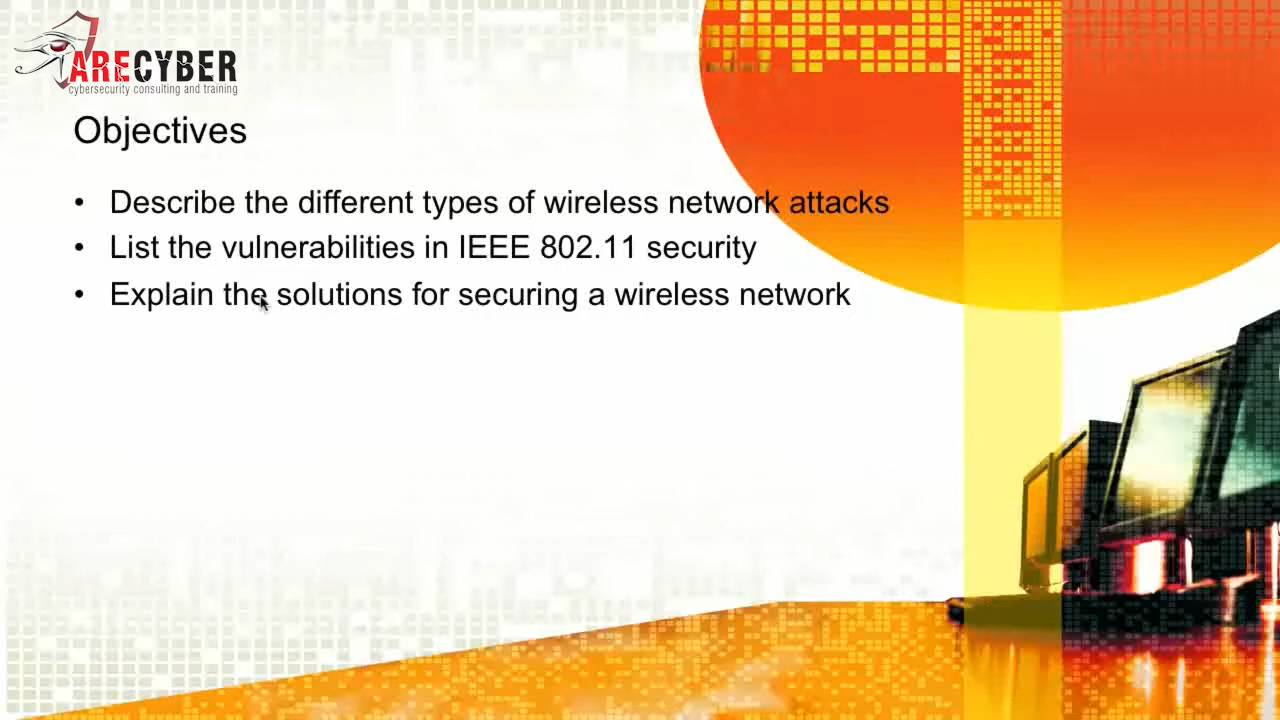 ARECYBER
cybersecurity consulting and training
Objectives
• Describe the different types of wireless network attacks
• List the vulnerabilities in IEEE 802.11 security
• Explain the solutions for securing a wireless network